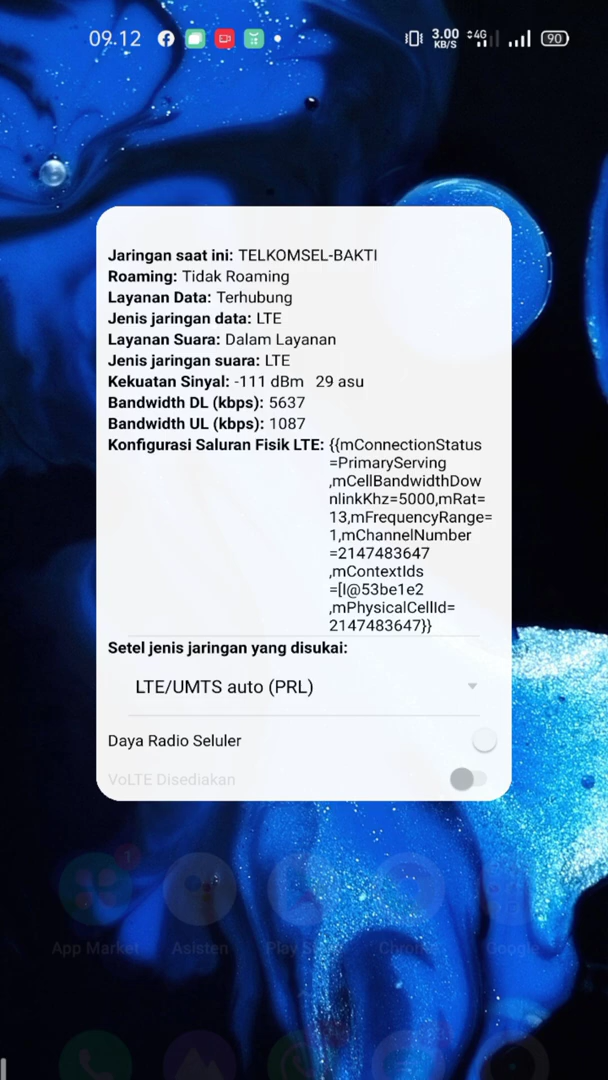 09.12
3.00
KB/S
4G
90
Jaringan saat ini: TELKOMSEL-BAKTI
Roaming: Tidak Roaming
Layanan Data: Terhubung
Jenis jaringan data: LTE
Layanan Suara: Dalam Layanan
Jenis jaringan suara: LTE
Kekuatan Sinyal: -111 dBm 29 asu
Bandwidth DL (kbps): 5637
Bandwidth UL (kbps): 1087
Konfigurasi Saluran Fisik LTE: {{mConnectionStatus
=PrimaryServing
,mCellBandwidthDow
nlinkKhz=5000,mRat=
13,mFrequencyRange=
1,mChannelNumber
=2147483647
,mContextIds
=[I@53be1e2
,mPhysicalCellId=
2147483647}}
Setel jenis jaringan yang disukai:
LTE/UMTS auto (PRL)
Daya Radio Seluler
VoLTE Disediakan
App Market
Asisten
Play
Google